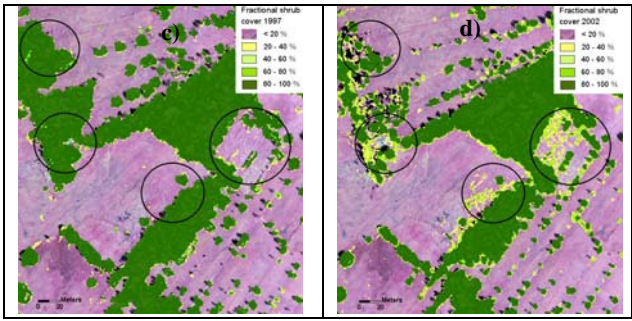 c)
Fractional shrub
cover 1997
< 20 %
20 - 40 %
40 - 60 %
60 - 80 %
80 - 100 %
Meters
0 20
d)
Fractional shrub
cover 2002
< 20 %
20 - 40 %
40 - 60 %
60 - 80 %
80 - 100 %
Meters
0 20